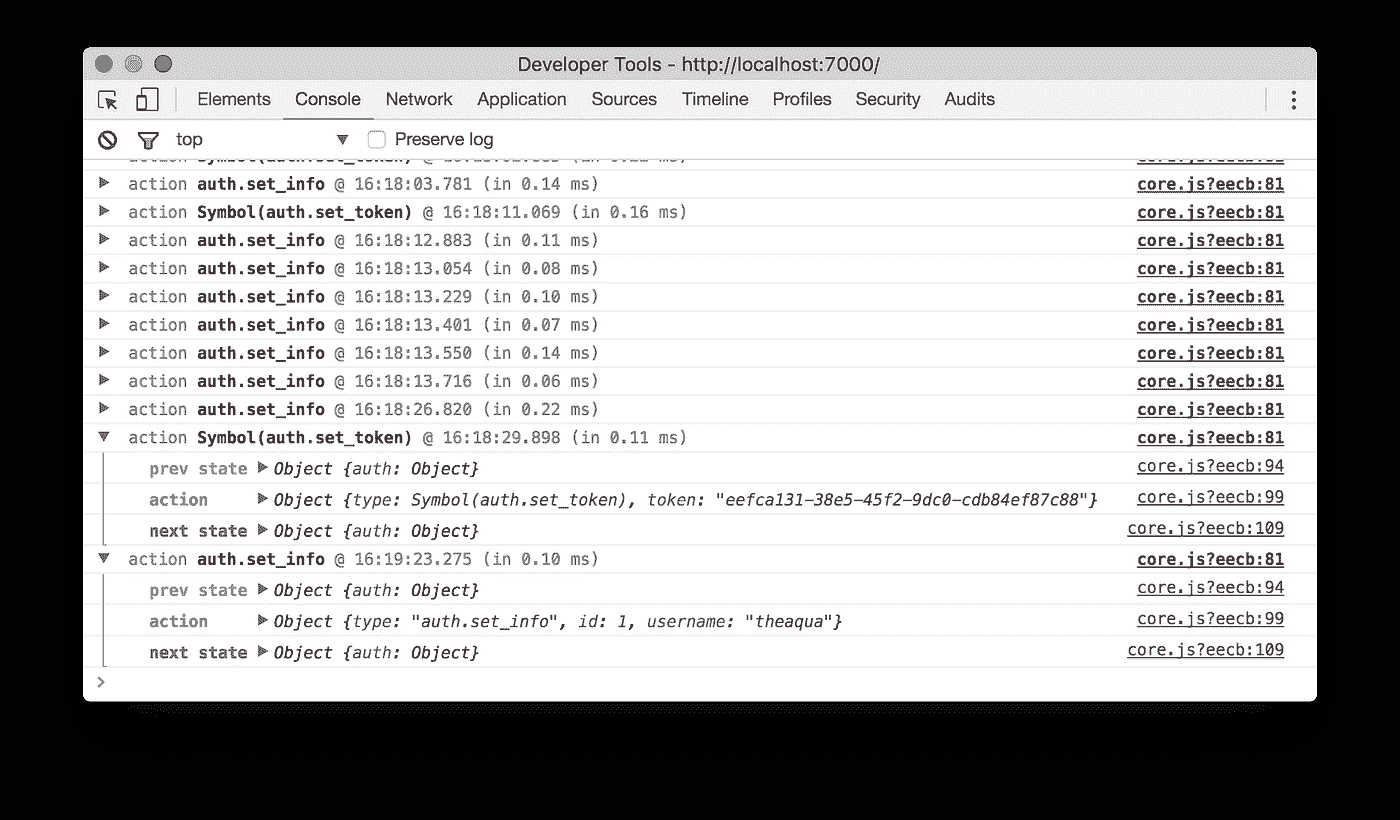 Developer Tools - http://localhost:7000/
Elements Console Network Application Sources Timeline Profiles Security Audits
top Preserve log
action auth.set_info @ 16:18:03.781 (in 0.14 ms) core.js?eecb:81
action Symbol(auth.set_token) @ 16:18:11.069 (in 0.16 ms) core.js?eecb:81
action auth.set_info @ 16:18:12.883 (in 0.11 ms) core.js?eecb:81
action auth.set_info @ 16:18:13.054 (in 0.08 ms) core.js?eecb:81
action auth.set_info @ 16:18:13.229 (in 0.10 ms) core.js?eecb:81
action auth.set_info @ 16:18:13.401 (in 0.07 ms) core.js?eecb:81
action auth.set_info @ 16:18:13.550 (in 0.14 ms) core.js?eecb:81
action auth.set_info @ 16:18:13.716 (in 0.06 ms) core.js?eecb:81
action auth.set_info @ 16:18:26.820 (in 0.22 ms) core.js?eecb:81
action Symbol(auth.set_token) @ 16:18:29.898 (in 0.11 ms) core.js?eecb:81
prev state Object {auth: Object} core.js?eecb:94
action Object {type: Symbol(auth.set_token), token: "eefca131-38e5-45f2-9dc0-cdb84ef87c88"} core.js?eecb:99
next state Object {auth: Object} core.js?eecb:109
action auth.set_info @ 16:19:23.275 (in 0.10 ms) core.js?eecb:81
prev state Object {auth: Object} core.js?eecb:94
action Object {type: "auth.set_info", id: 1, username: "theaqua"} core.js?eecb:99
next state Object {auth: Object} core.js?eecb:109
>